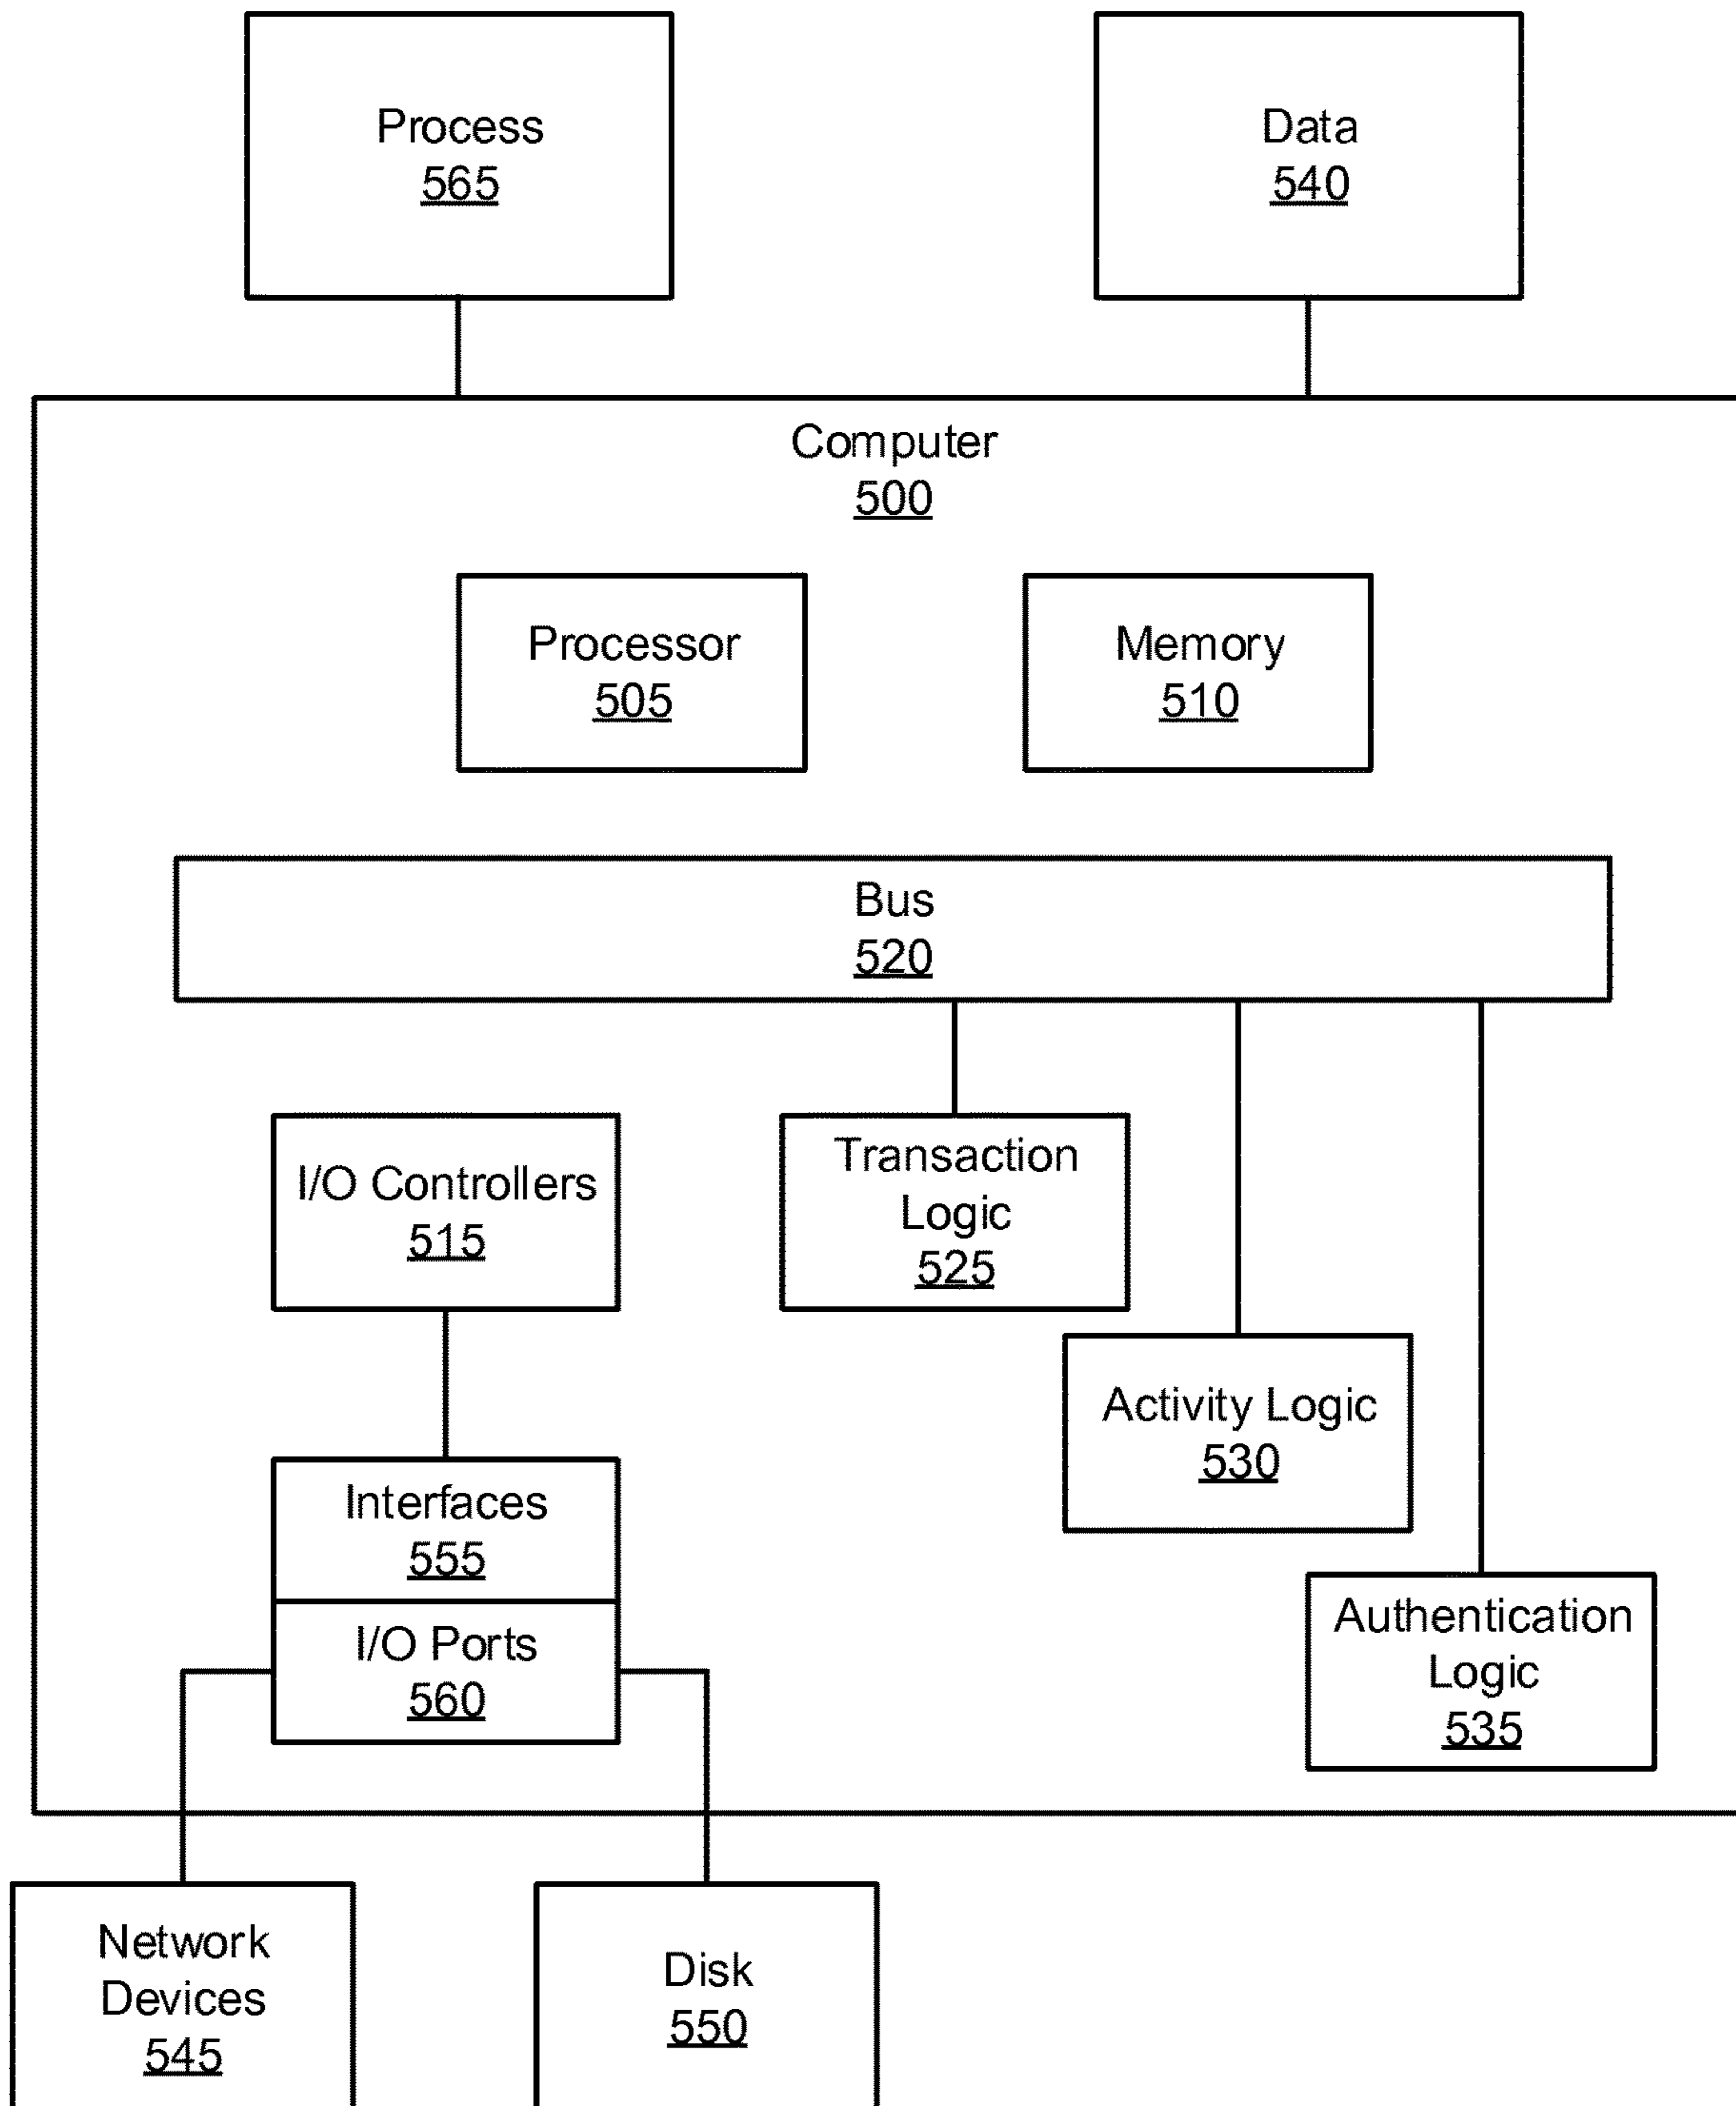 Process
565
Data
540
Computer
500
Processor
505
Memory
510
Bus
520
I/O Controllers
515
Transaction
Logic
525
Activity Logic
530
Interfaces
555
I/O Ports
560
Authentication
Logic
535
Network
Devices
545
Disk
550